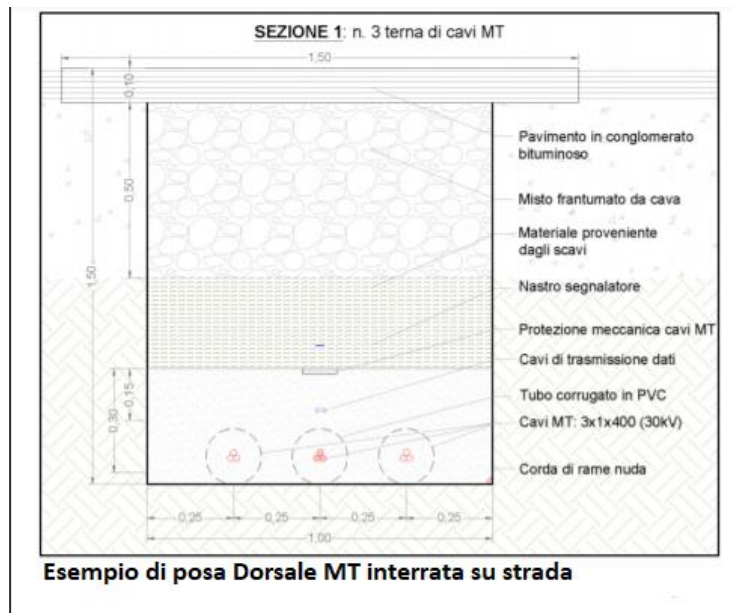 SEZIONE 1: n. 3 terna di cavi MT
1,50
0,10
Pavimento in conglomerato
bituminoso
0,50
Misto frantumato da cava
Materiale proveniente
dagli scavi
1,50
Nastro segnalatore
Protezione meccanica cavi MT
Cavi di trasmissione dati
0,15
Tubo corrugato in PVC
0,30
Cavi MT: 3x1x400 (30kV)
Corda di rame nuda
0,25 0,25 0,25 0,25
1,00
Esempio di posa Dorsale MT interrata su strada